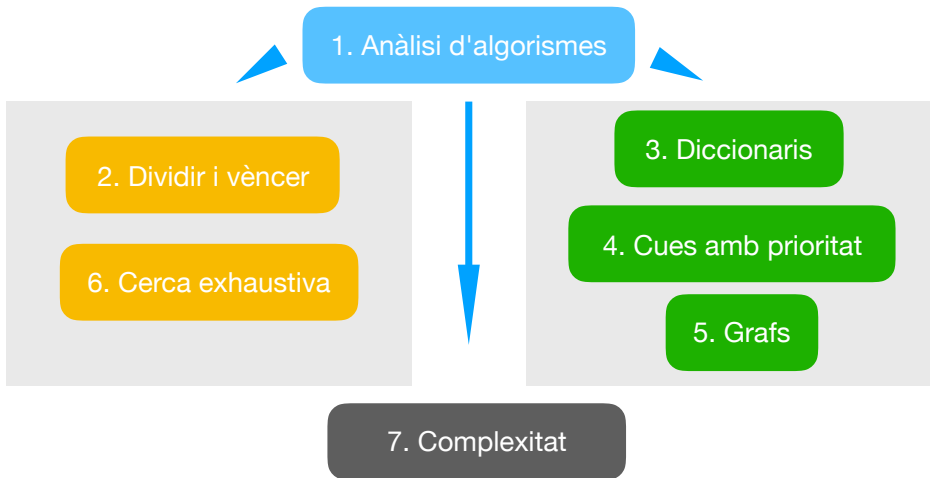 1. Anàlisi d'algorismes
2. Dividir i vèncer
6. Cerca exhaustiva
3. Diccionaris
4. Cues amb prioritat
5. Grafs
7. Complexitat